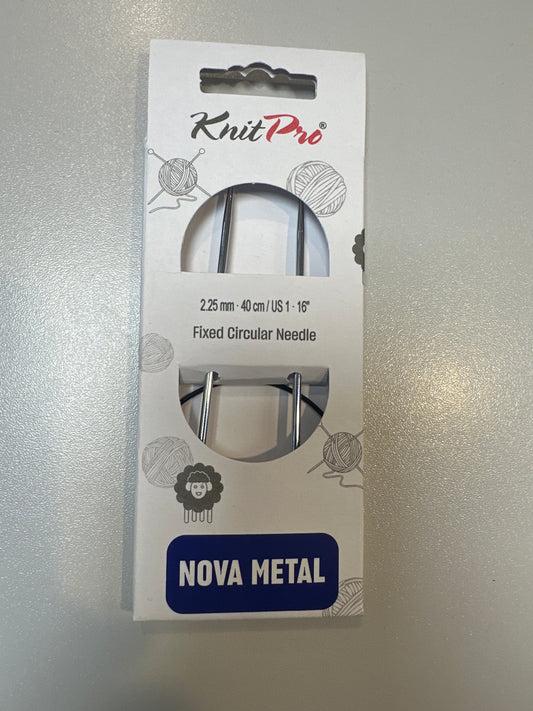 KnitPro®
2.25 mm - 40 cm / US 1 - 16"
Fixed Circular Needle
NOVA METAL